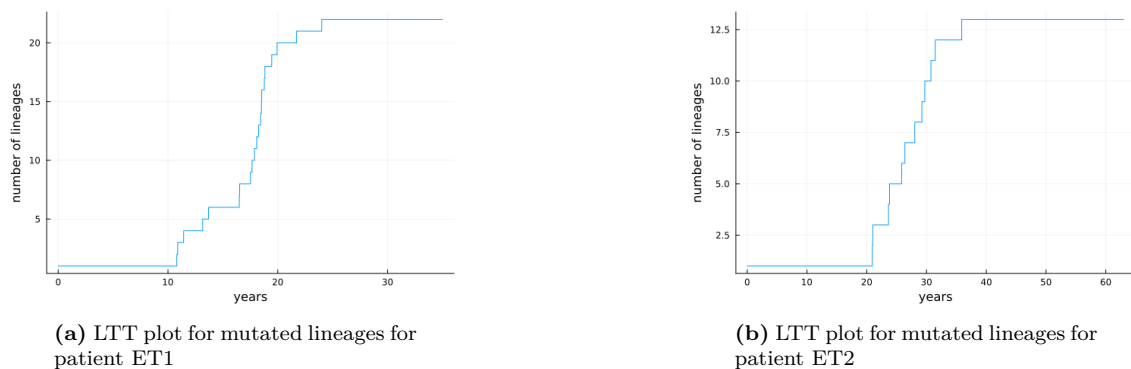 number of lineages
20
15
10
5
0
10
20
30
years
(a) LTT plot for mutated lineages for
patient ET1
number of lineages
12.5
10.0
7.5
5.0
2.5
0
10
20
30
40
50
60
years
(b) LTT plot for mutated lineages for
patient ET2